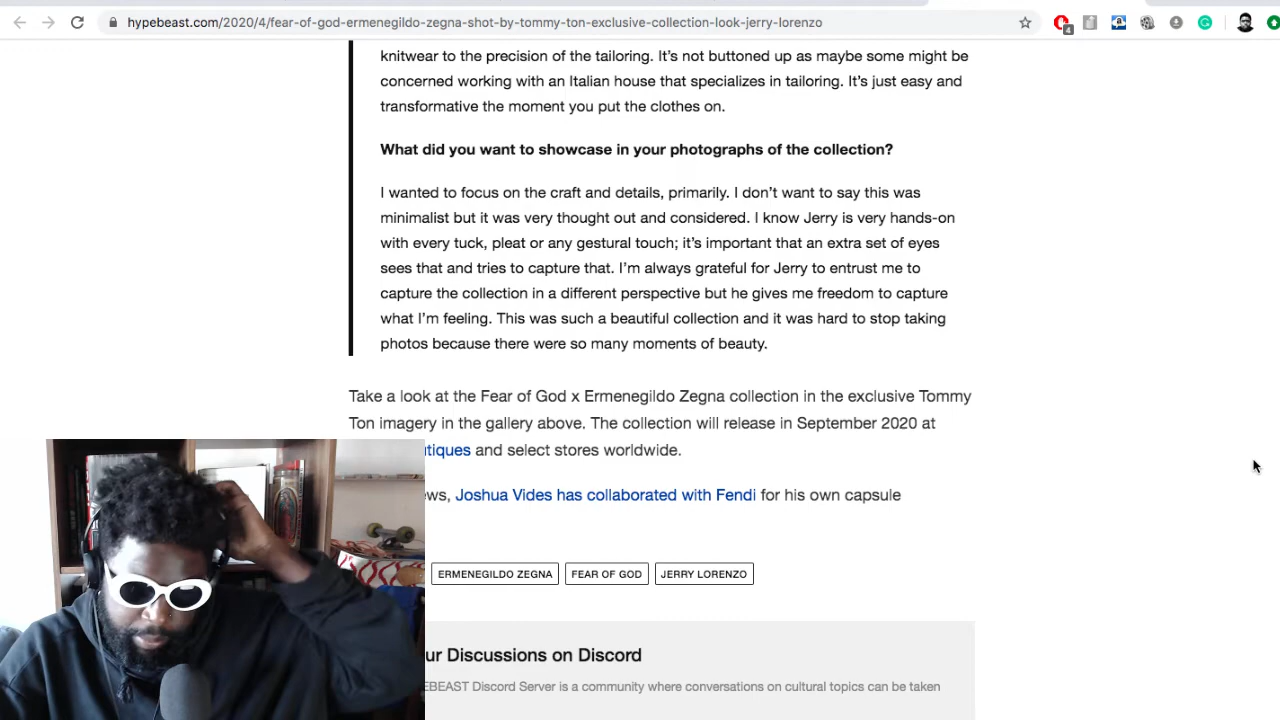 hypebeast.com/2020/4/fear-of-god-ermenegildo-zegna-shot-by-tommy-ton-exclusive-collection-look-jerry-lorenzo
4
knitwear to the precision of the tailoring. It’s not buttoned up as maybe some might be
concerned working with an Italian house that specializes in tailoring. It’s just easy and
transformative the moment you put the clothes on.
What did you want to showcase in your photographs of the collection?
I wanted to focus on the craft and details, primarily. I don’t want to say this was
minimalist but it was very thought out and considered. I know Jerry is very hands-on
with every tuck, pleat or any gestural touch; it’s important that an extra set of eyes
sees that and tries to capture that. I’m always grateful for Jerry to entrust me to
capture the collection in a different perspective but he gives me freedom to capture
what I’m feeling. This was such a beautiful collection and it was hard to stop taking
photos because there were so many moments of beauty.
Take a look at the Fear of God x Ermenegildo Zegna collection in the exclusive Tommy
Ton imagery in the gallery above. The collection will release in September 2020 at
utiques and select stores worldwide.
ews, Joshua Vides has collaborated with Fendi for his own capsule
ERMENEGILDO ZEGNA FEAR OF GOD JERRY LORENZO
ur Discussions on Discord
EBEAST Discord Server is a community where conversations on cultural topics can be taken